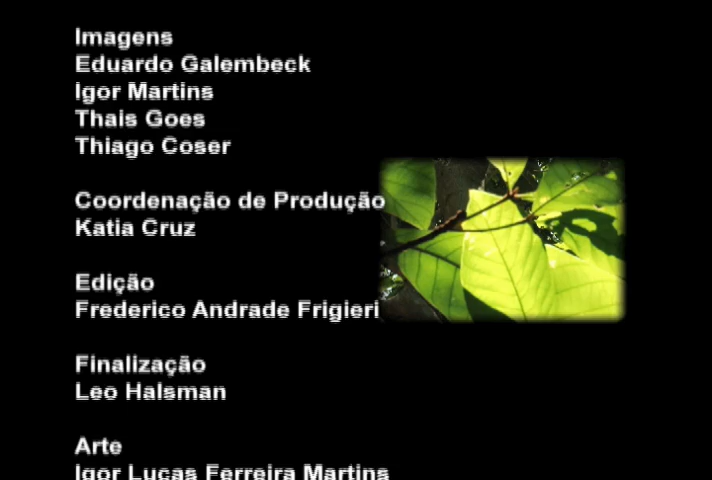 Imagens
Eduardo Galembeck
Igor Martins
Thais Goes
Thiago Coser
Coordenação de Produção
Katia Cruz
Edição
Frederico Andrade Frigieri
Finalização
Leo Halsman
Arte
Igor Lucas Ferreira Martins